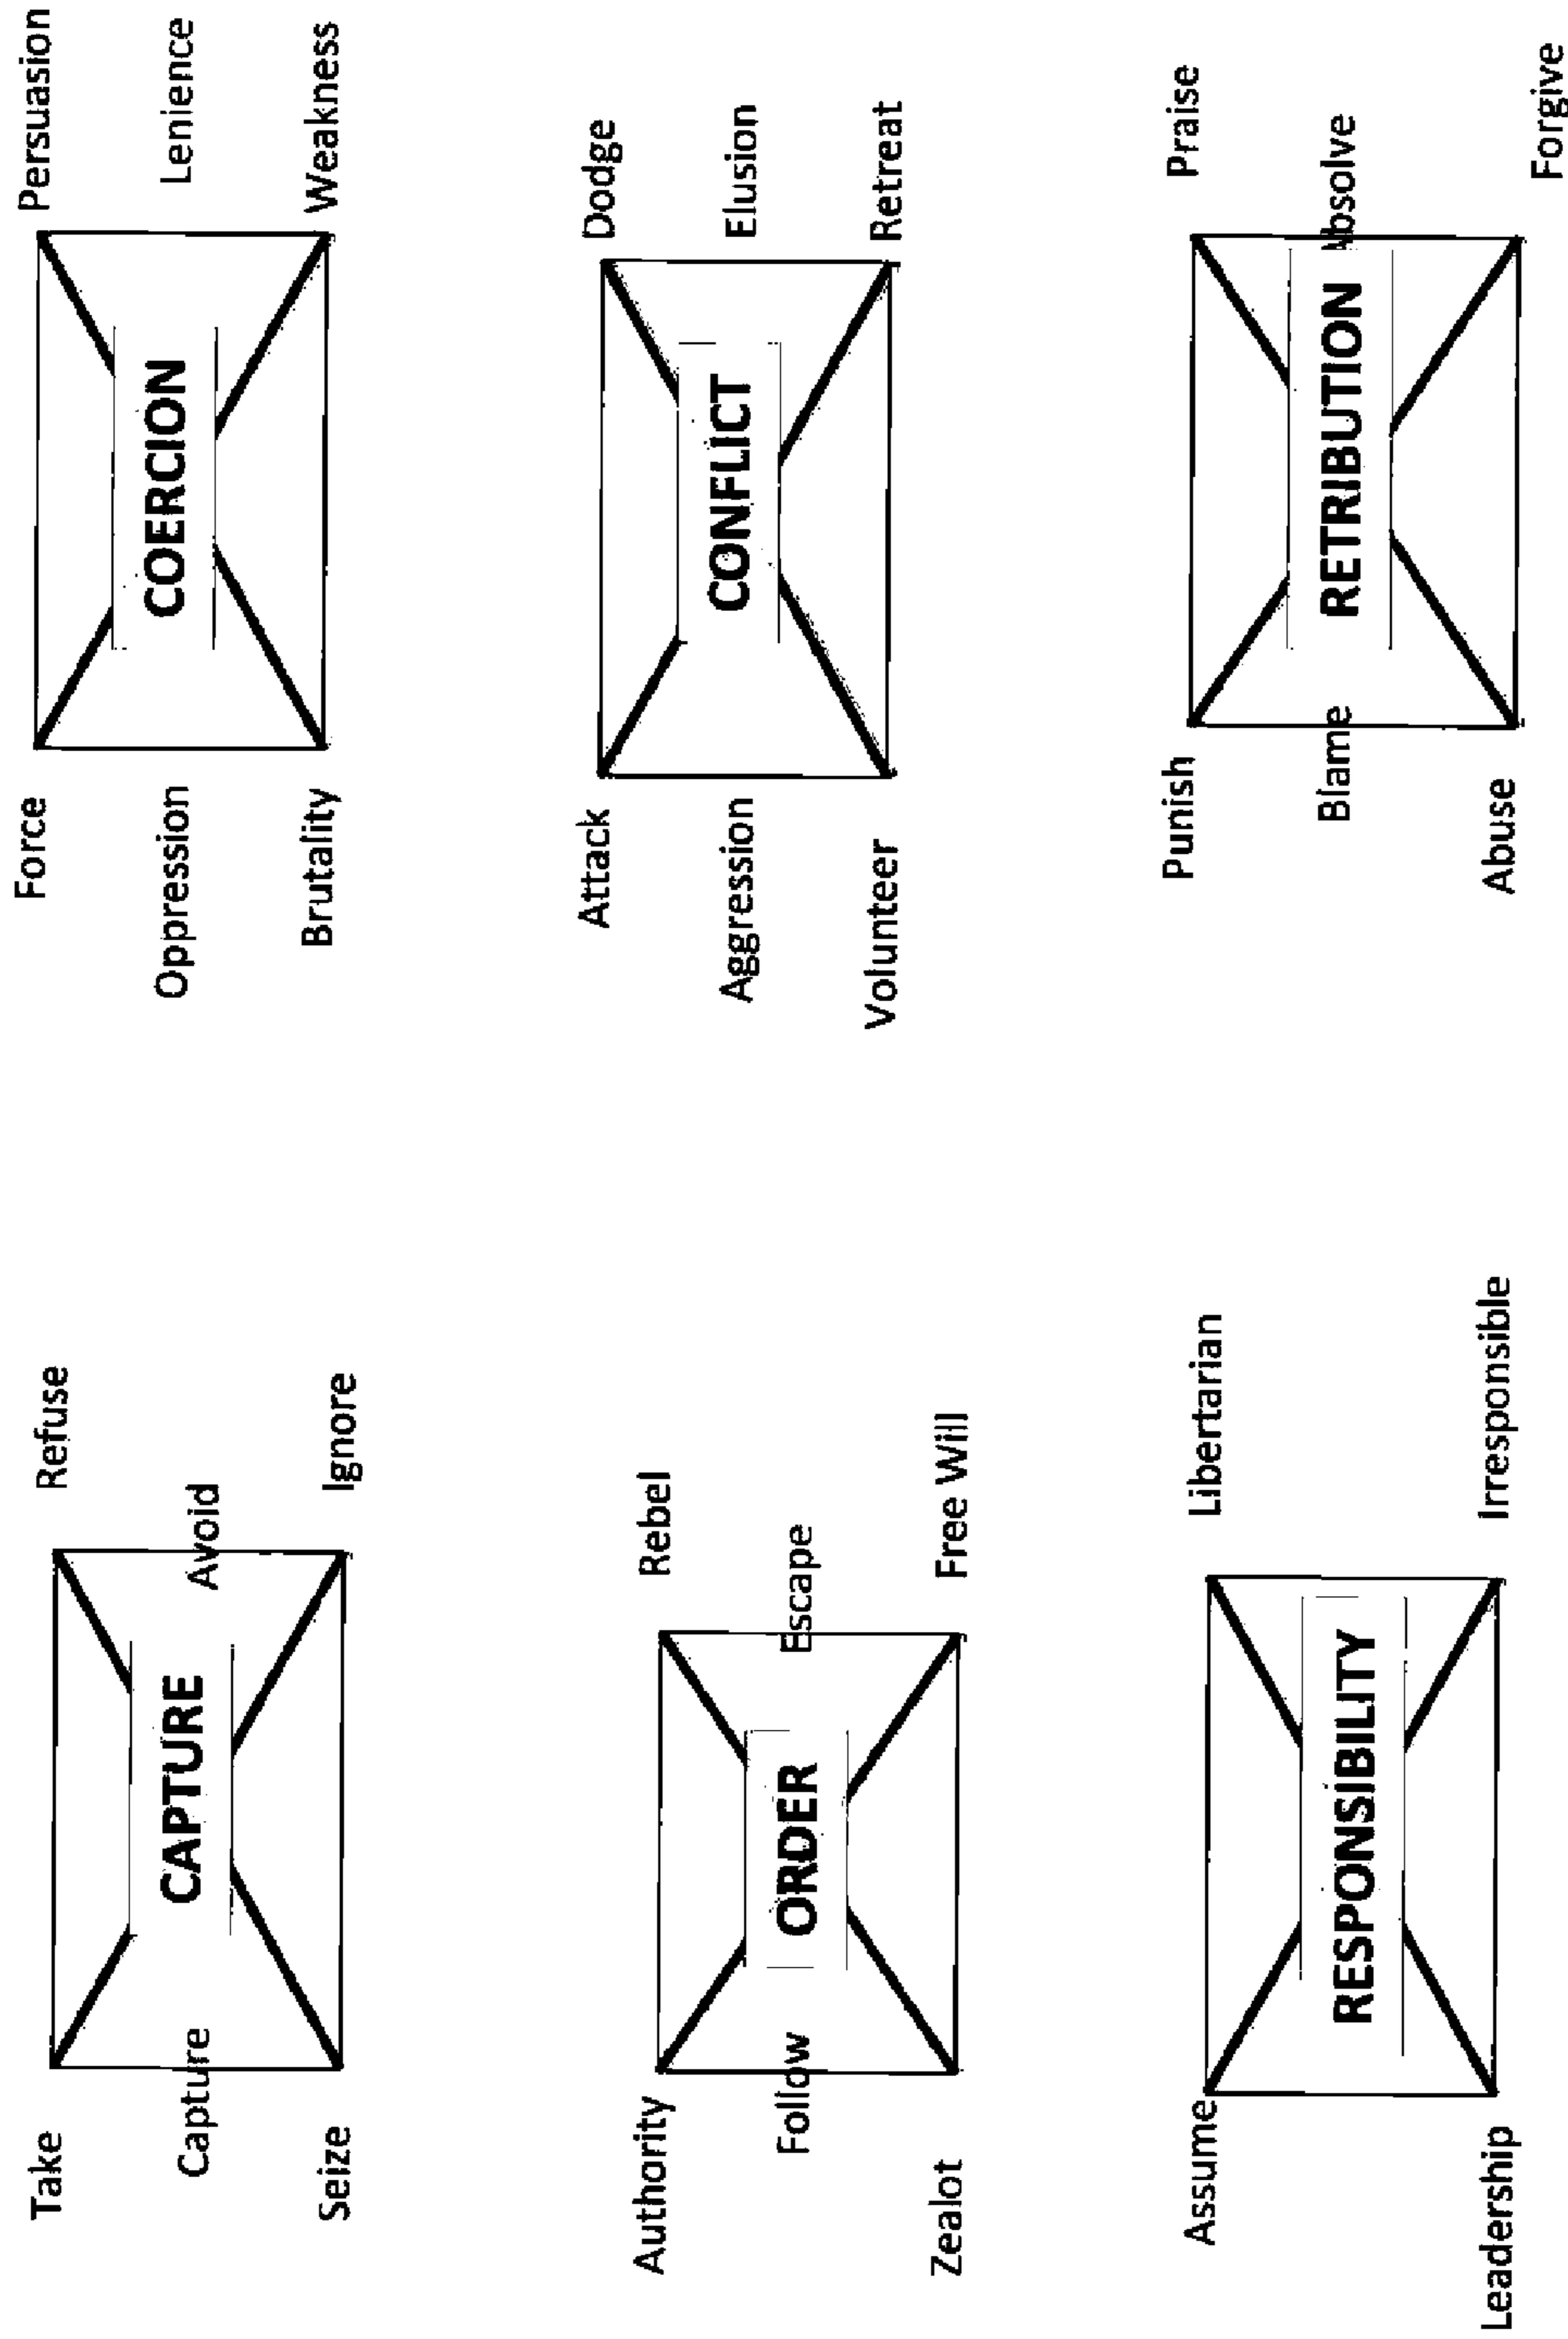 Take
Refuse
Capture
CAPTURE
Avoid
Seize
Ignore
Force
Persuasion
Oppression
COERCION
Lenience
Brutality
Weakness
Authority
Rebel
Follow
ORDER
Escape
Zealot
Free Will
Attack
Dodge
Aggression
CONFLICT
Elusion
Volunteer
Retreat
Assume
Libertarian
RESPONSIBILITY
Leadership
Irresponsible
Punish
Praise
Blame
RETRIBUTION
Absolve
Abuse
Forgive